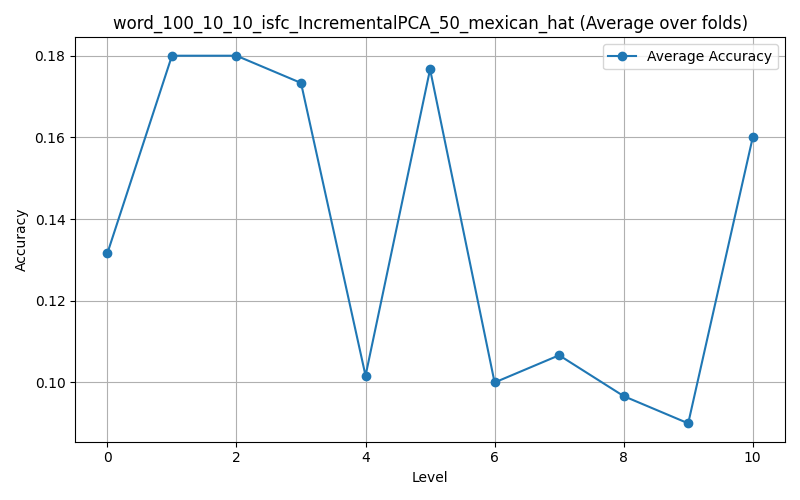 word_100_10_10_isfc_IncrementalPCA_50_mexican_hat (Average over folds)
Average Accuracy
0.18
0.16
0.14
0.12
0.10
Accuracy
0 2 4 6 8 10
Level